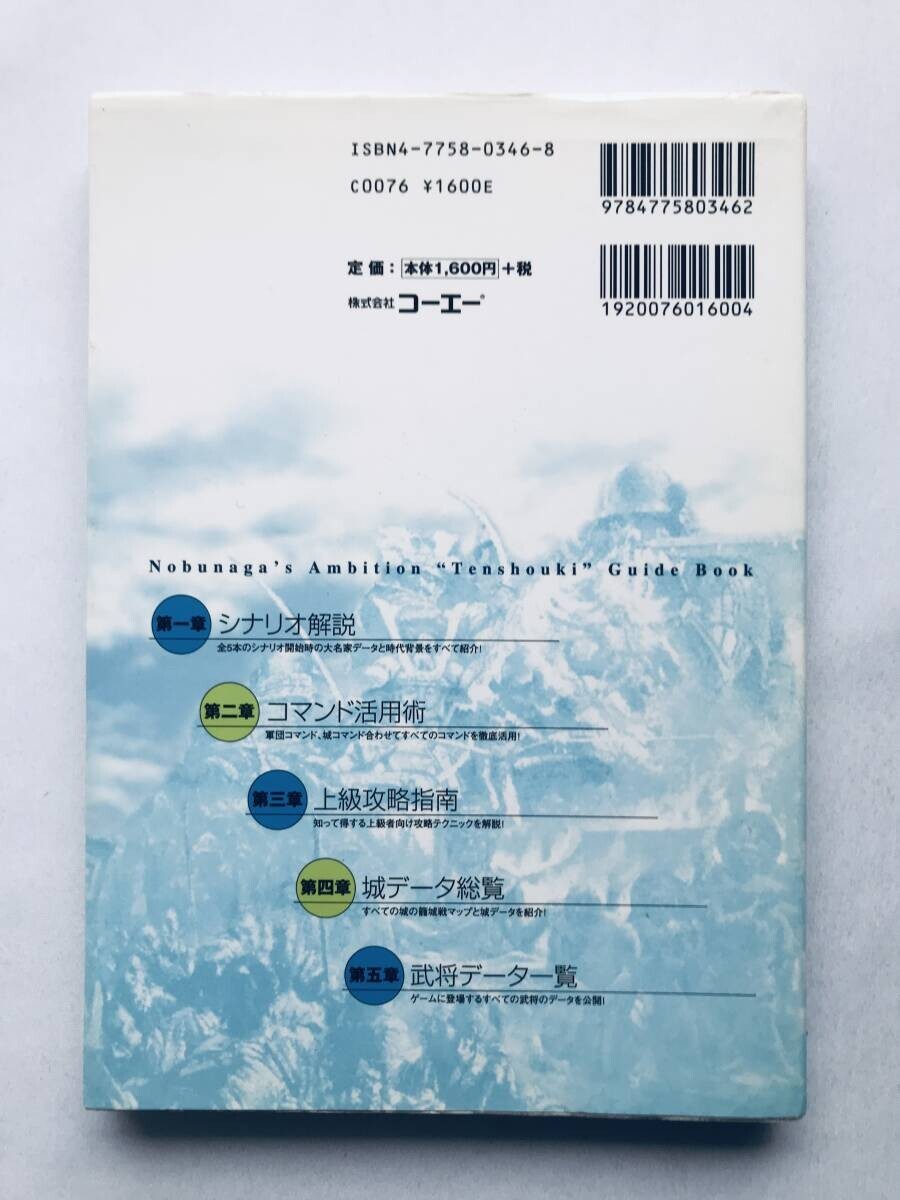 ISBN4-7758-0346-8
C0076 ¥1600E
9784775803462
定価：本体1,600円+税
株式会社コーエー®
1920076016004
Nobunaga's Ambition “Tenshouki” Guide Book
第一章 シナリオ解説
全5本のシナリオ開始時の大名家データと時代背景をすべて紹介!
第二章 コマンド活用術
軍団コマンド、城コマンド合わせてすべてのコマンドを徹底活用!
第三章 上級攻略指南
知って得する上級者向け攻略テクニックを解説!
第四章 城データ総覧
すべての城の籠城戦マップと城データを紹介!
第五章 武将データ一覧
ゲームに登場するすべての武将のデータを公開!